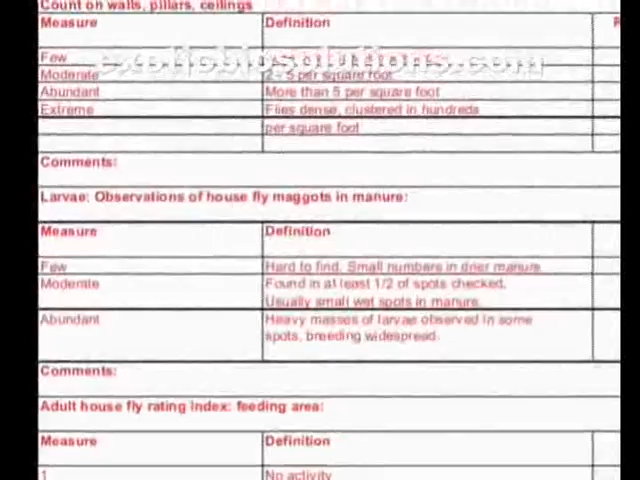 Count on walls, pillars, ceilings
Measure Definition
Few
Moderate 2 - 5 per square foot
Abundant More than 5 per square foot
Extreme Flies dense, clustered in hundreds
per square foot
Comments:
Larvae: Observations of house fly maggots in manure:
Measure Definition
Few Hard to find. Small numbers in drier manure.
Moderate Found in at least 1/2 of spots checked.
Usually small wet spots in manure.
Abundant Heavy masses of larvae observed in some
spots, breeding widespread.
Comments:
Adult house fly rating index: feeding area:
Measure Definition
1 No activity